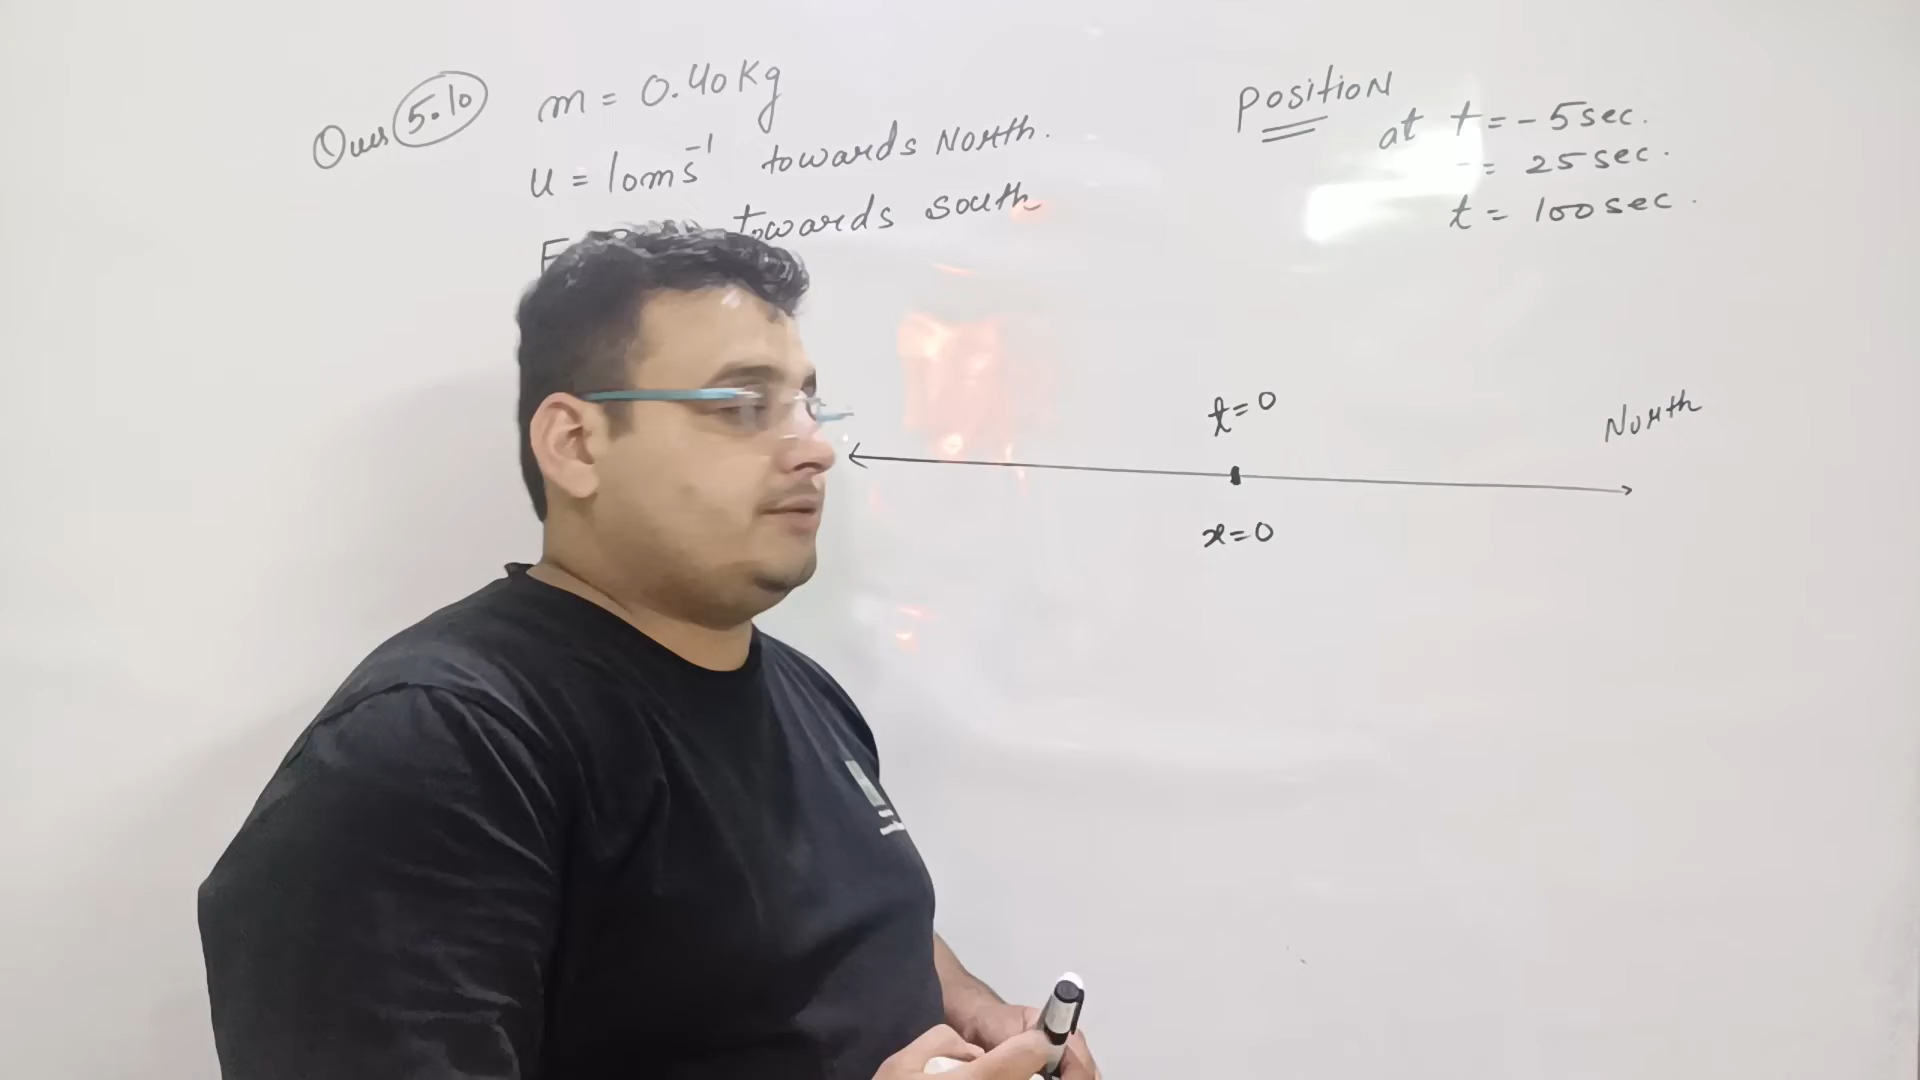 Ques 5.10
m = 0.40 Kg
u = 10 m s⁻¹ towards North.
F towards south
Position
at t = - 5 sec.
= 25 sec.
t = 100 sec.
t = 0
North
x = 0